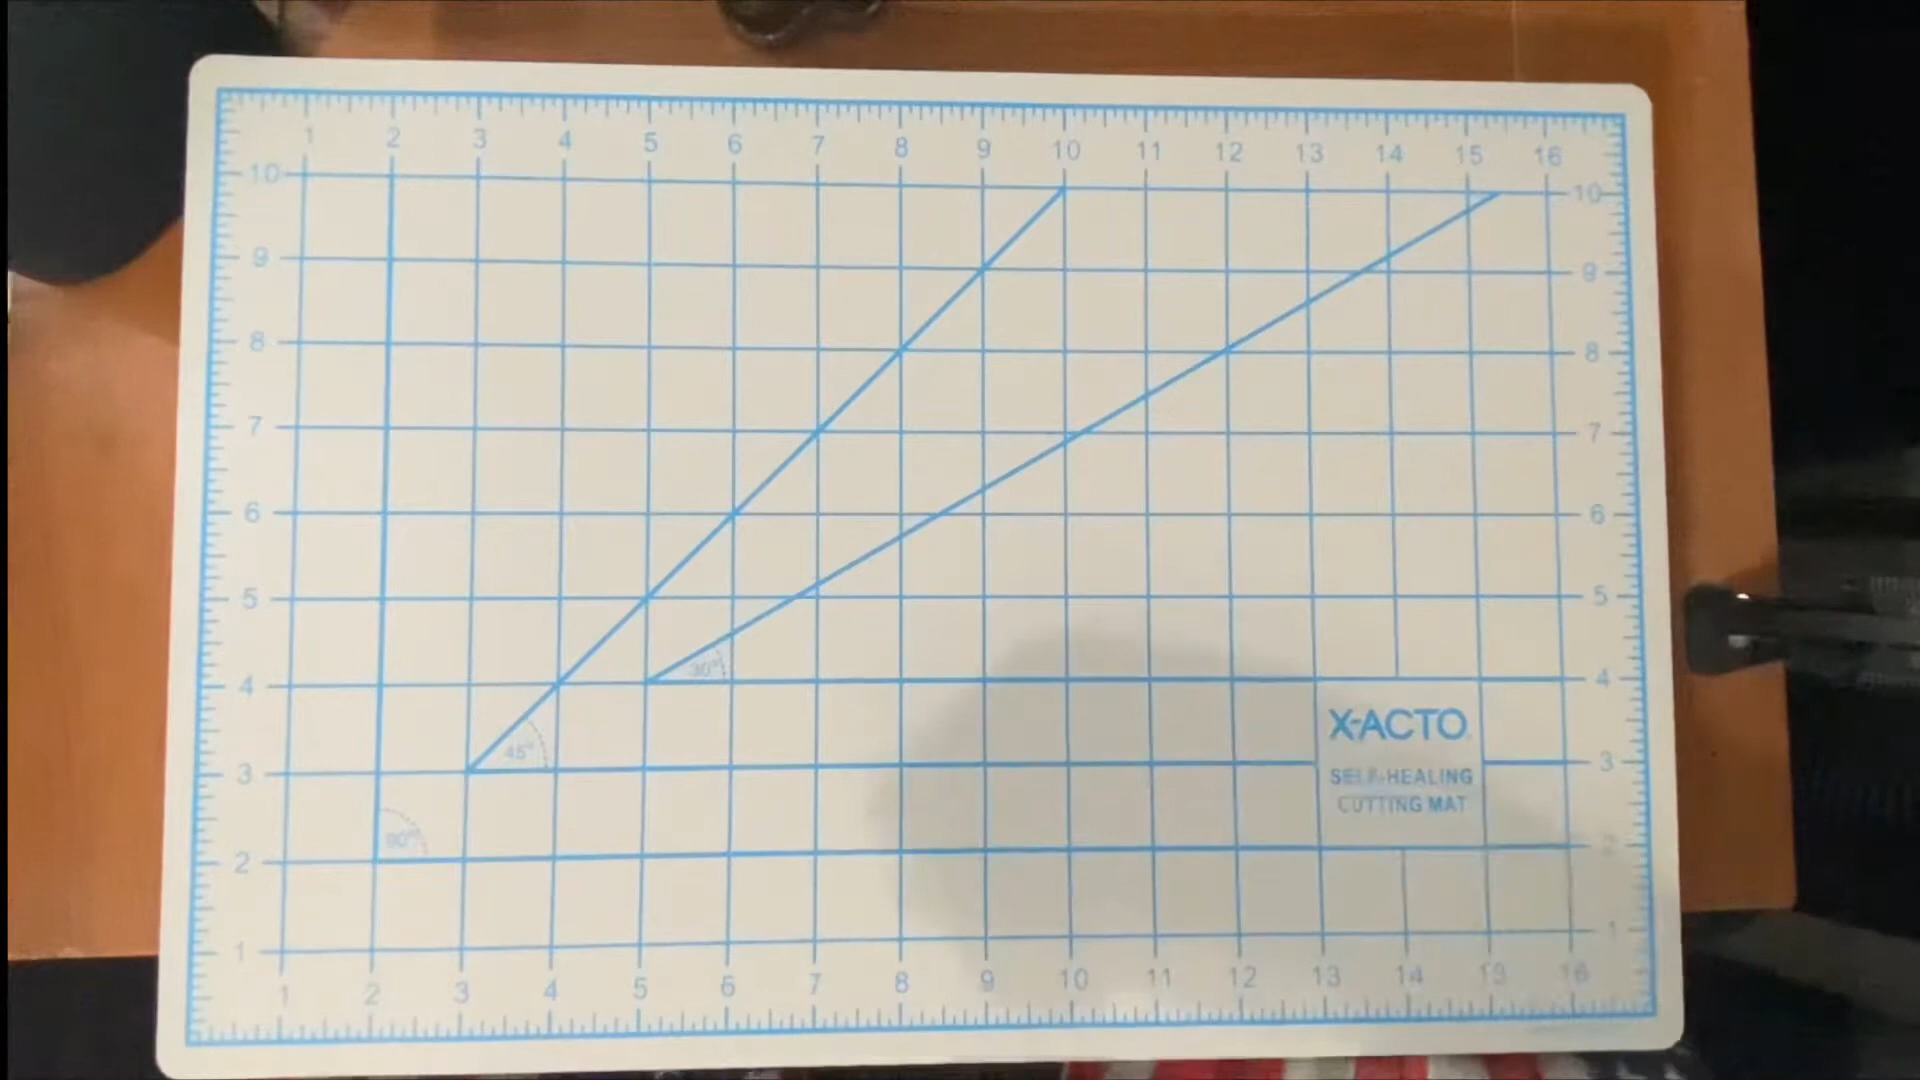 1 2 3 4 5 6 7 8 9 10 11 12 13 14 15 16
10 10
9 9
8 8
7 7
6 6
5 5
30°
4 4
X-ACTO
45°
3 3
SELF-HEALING
CUTTING MAT
90°
2 2
1 1
1 2 3 4 5 6 7 8 9 10 11 12 13 14 15 16